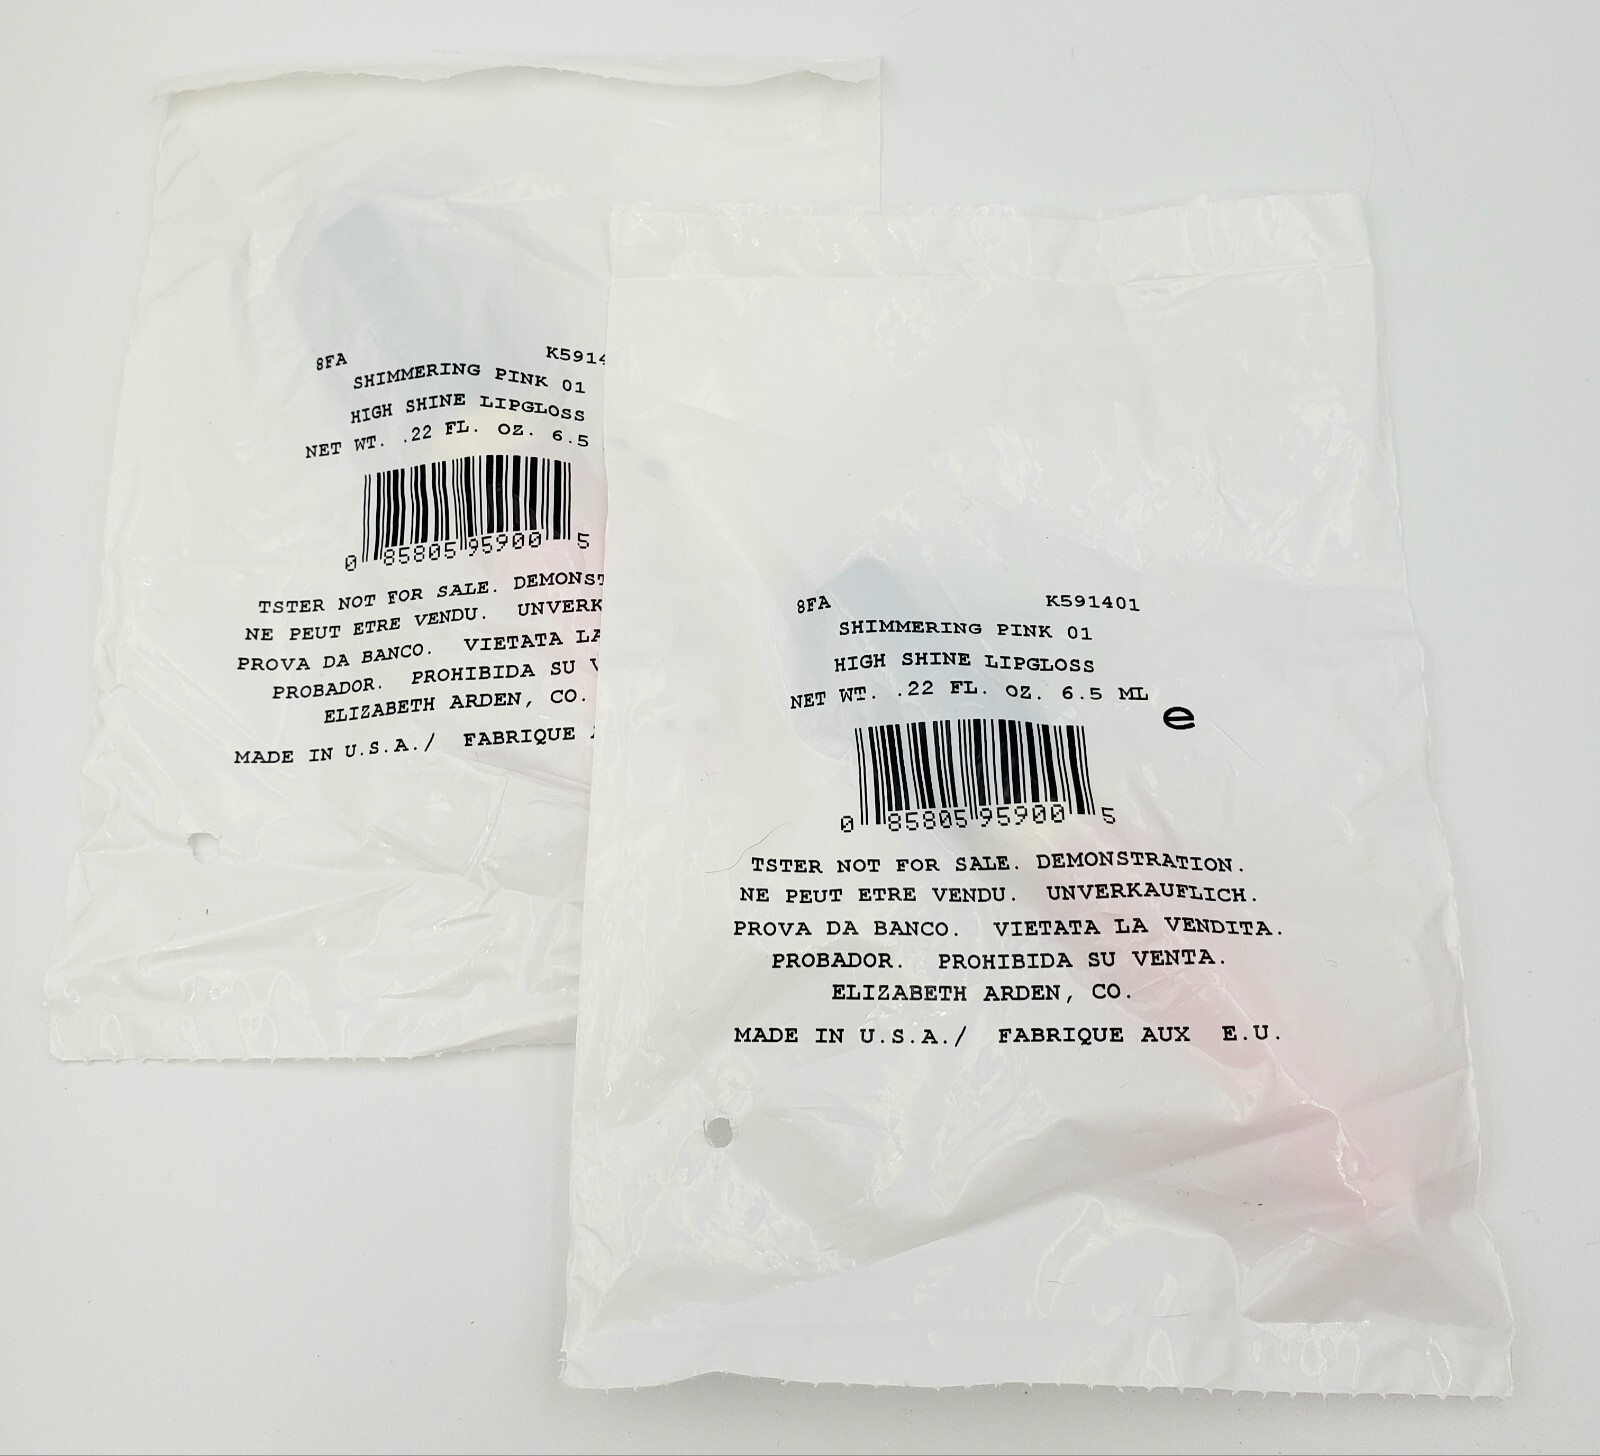 8FA K5914
SHIMMERING PINK 01
HIGH SHINE LIPGLOSS
NET WT. .22 FL. OZ. 6.5
0 85805 95900 5
TSTER NOT FOR SALE. DEMONST
NE PEUT ETRE VENDU. UNVERK
PROVA DA BANCO. VIETATA LA
PROBADOR. PROHIBIDA SU V
ELIZABETH ARDEN, CO.
MADE IN U.S.A./ FABRIQUE
8FA K591401
SHIMMERING PINK 01
HIGH SHINE LIPGLOSS
NET WT. .22 FL. OZ. 6.5 ML e
0 85805 95900 5
TSTER NOT FOR SALE. DEMONSTRATION.
NE PEUT ETRE VENDU. UNVERKAUFLICH.
PROVA DA BANCO. VIETATA LA VENDITA.
PROBADOR. PROHIBIDA SU VENTA.
ELIZABETH ARDEN, CO.
MADE IN U.S.A./ FABRIQUE AUX E.U.